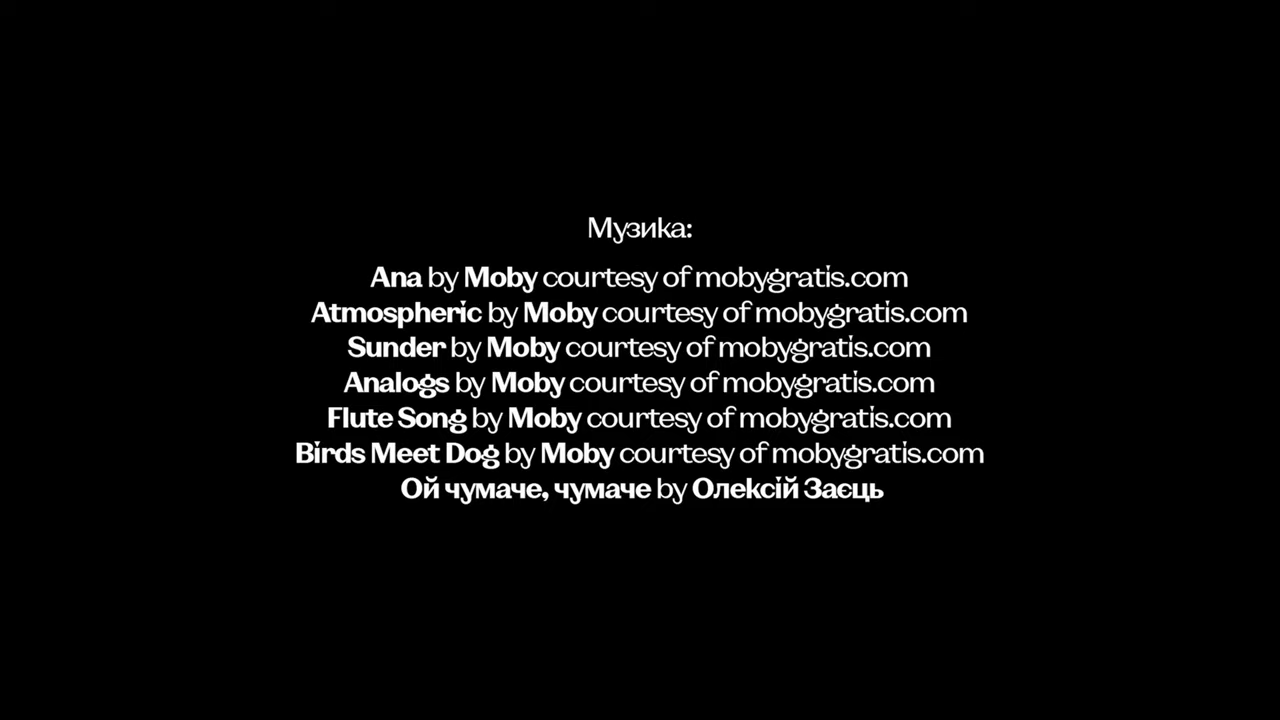 Музика:
Ana by Moby courtesy of mobygratis.com
Atmospheric by Moby courtesy of mobygratis.com
Sunder by Moby courtesy of mobygratis.com
Analogs by Moby courtesy of mobygratis.com
Flute Song by Moby courtesy of mobygratis.com
Birds Meet Dog by Moby courtesy of mobygratis.com
Ой чумаче, чумаче by Олексій Заєць